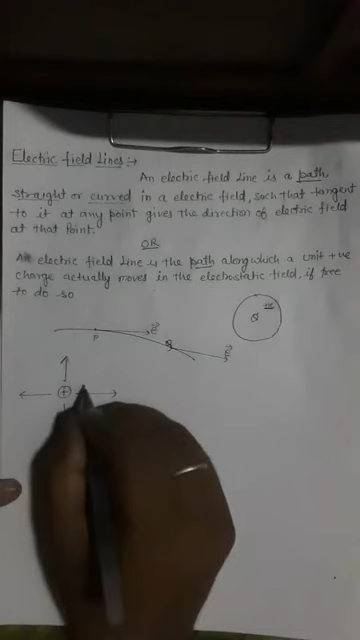 Electric field Lines :→
An electric field line is a path,
straight or curved in a electric field, such that tangent
to it at any point gives the direction of electric field
at that point.
OR
An electric field Line is the path along which a unit +ve
charge actually moves in the electrostatic field, if free
to do so
P
E
Q
E
Q
+